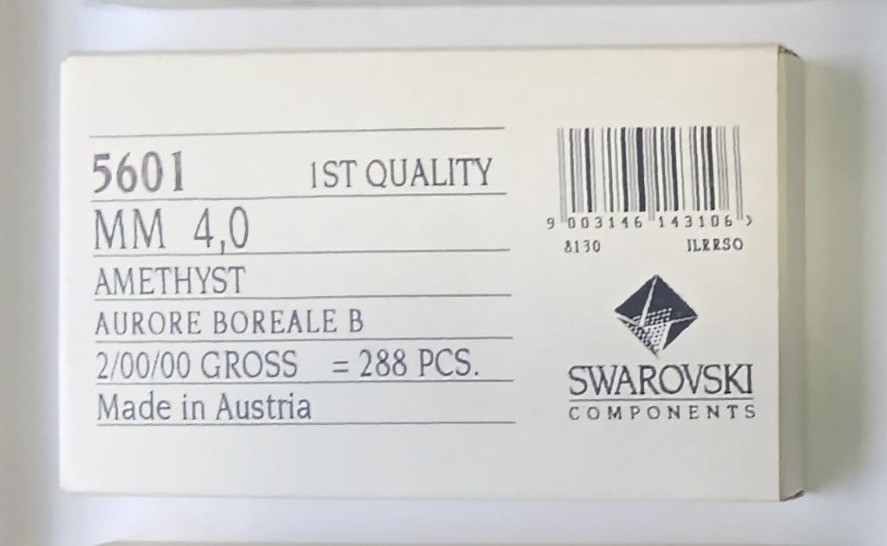 5601 1ST QUALITY
MM 4,0
AMETHYST
AURORE BOREALE B
2/00/00 GROSS = 288 PCS.
Made in Austria
9 003146 143106 >
8130 JLRRSO
SWAROVSKI
COMPONENTS